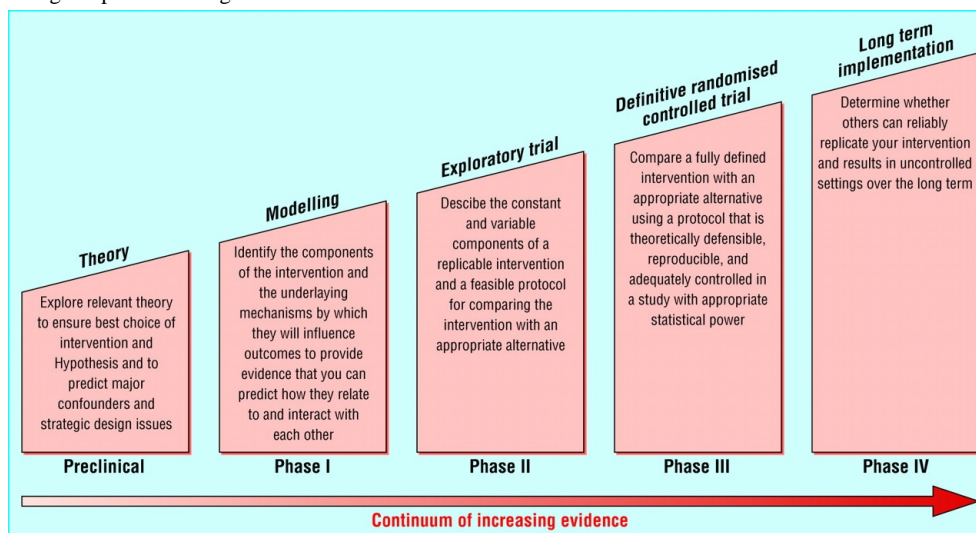 Theory
Explore relevant theory
to ensure best choice of
intervention and
Hypothesis and to
predict major
confounders and
strategic design issues
Preclinical
Modelling
Identify the components
of the intervention and
the underlaying
mechanisms by which
they will influence
outcomes to provide
evidence that you can
predict how they relate
to and interact with
each other
Phase I
Exploratory trial
Descibe the constant
and variable
components of a
replicable intervention
and a feasible protocol
for comparing the
intervention with an
appropriate alternative
Phase II
Definitive randomised
controlled trial
Compare a fully defined
intervention with an
appropriate alternative
using a protocol that is
theoretically defensible,
reproducible, and
adequately controlled in
a study with appropriate
statistical power
Phase III
Long term
implementation
Determine whether
others can reliably
replicate your intervention
and results in uncontrolled
settings over the long term
Phase IV
Continuum of increasing evidence